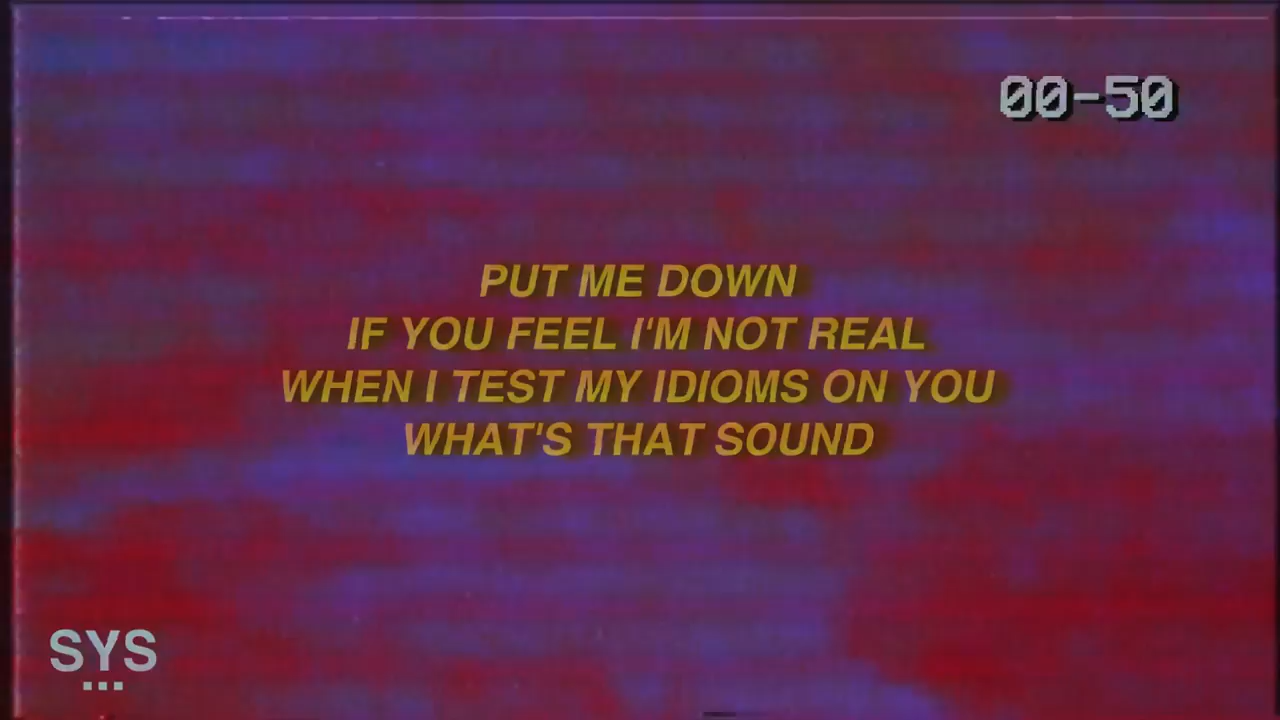 00-50
PUT ME DOWN
IF YOU FEEL I'M NOT REAL
WHEN I TEST MY IDIOMS ON YOU
WHAT'S THAT SOUND
SYS
...